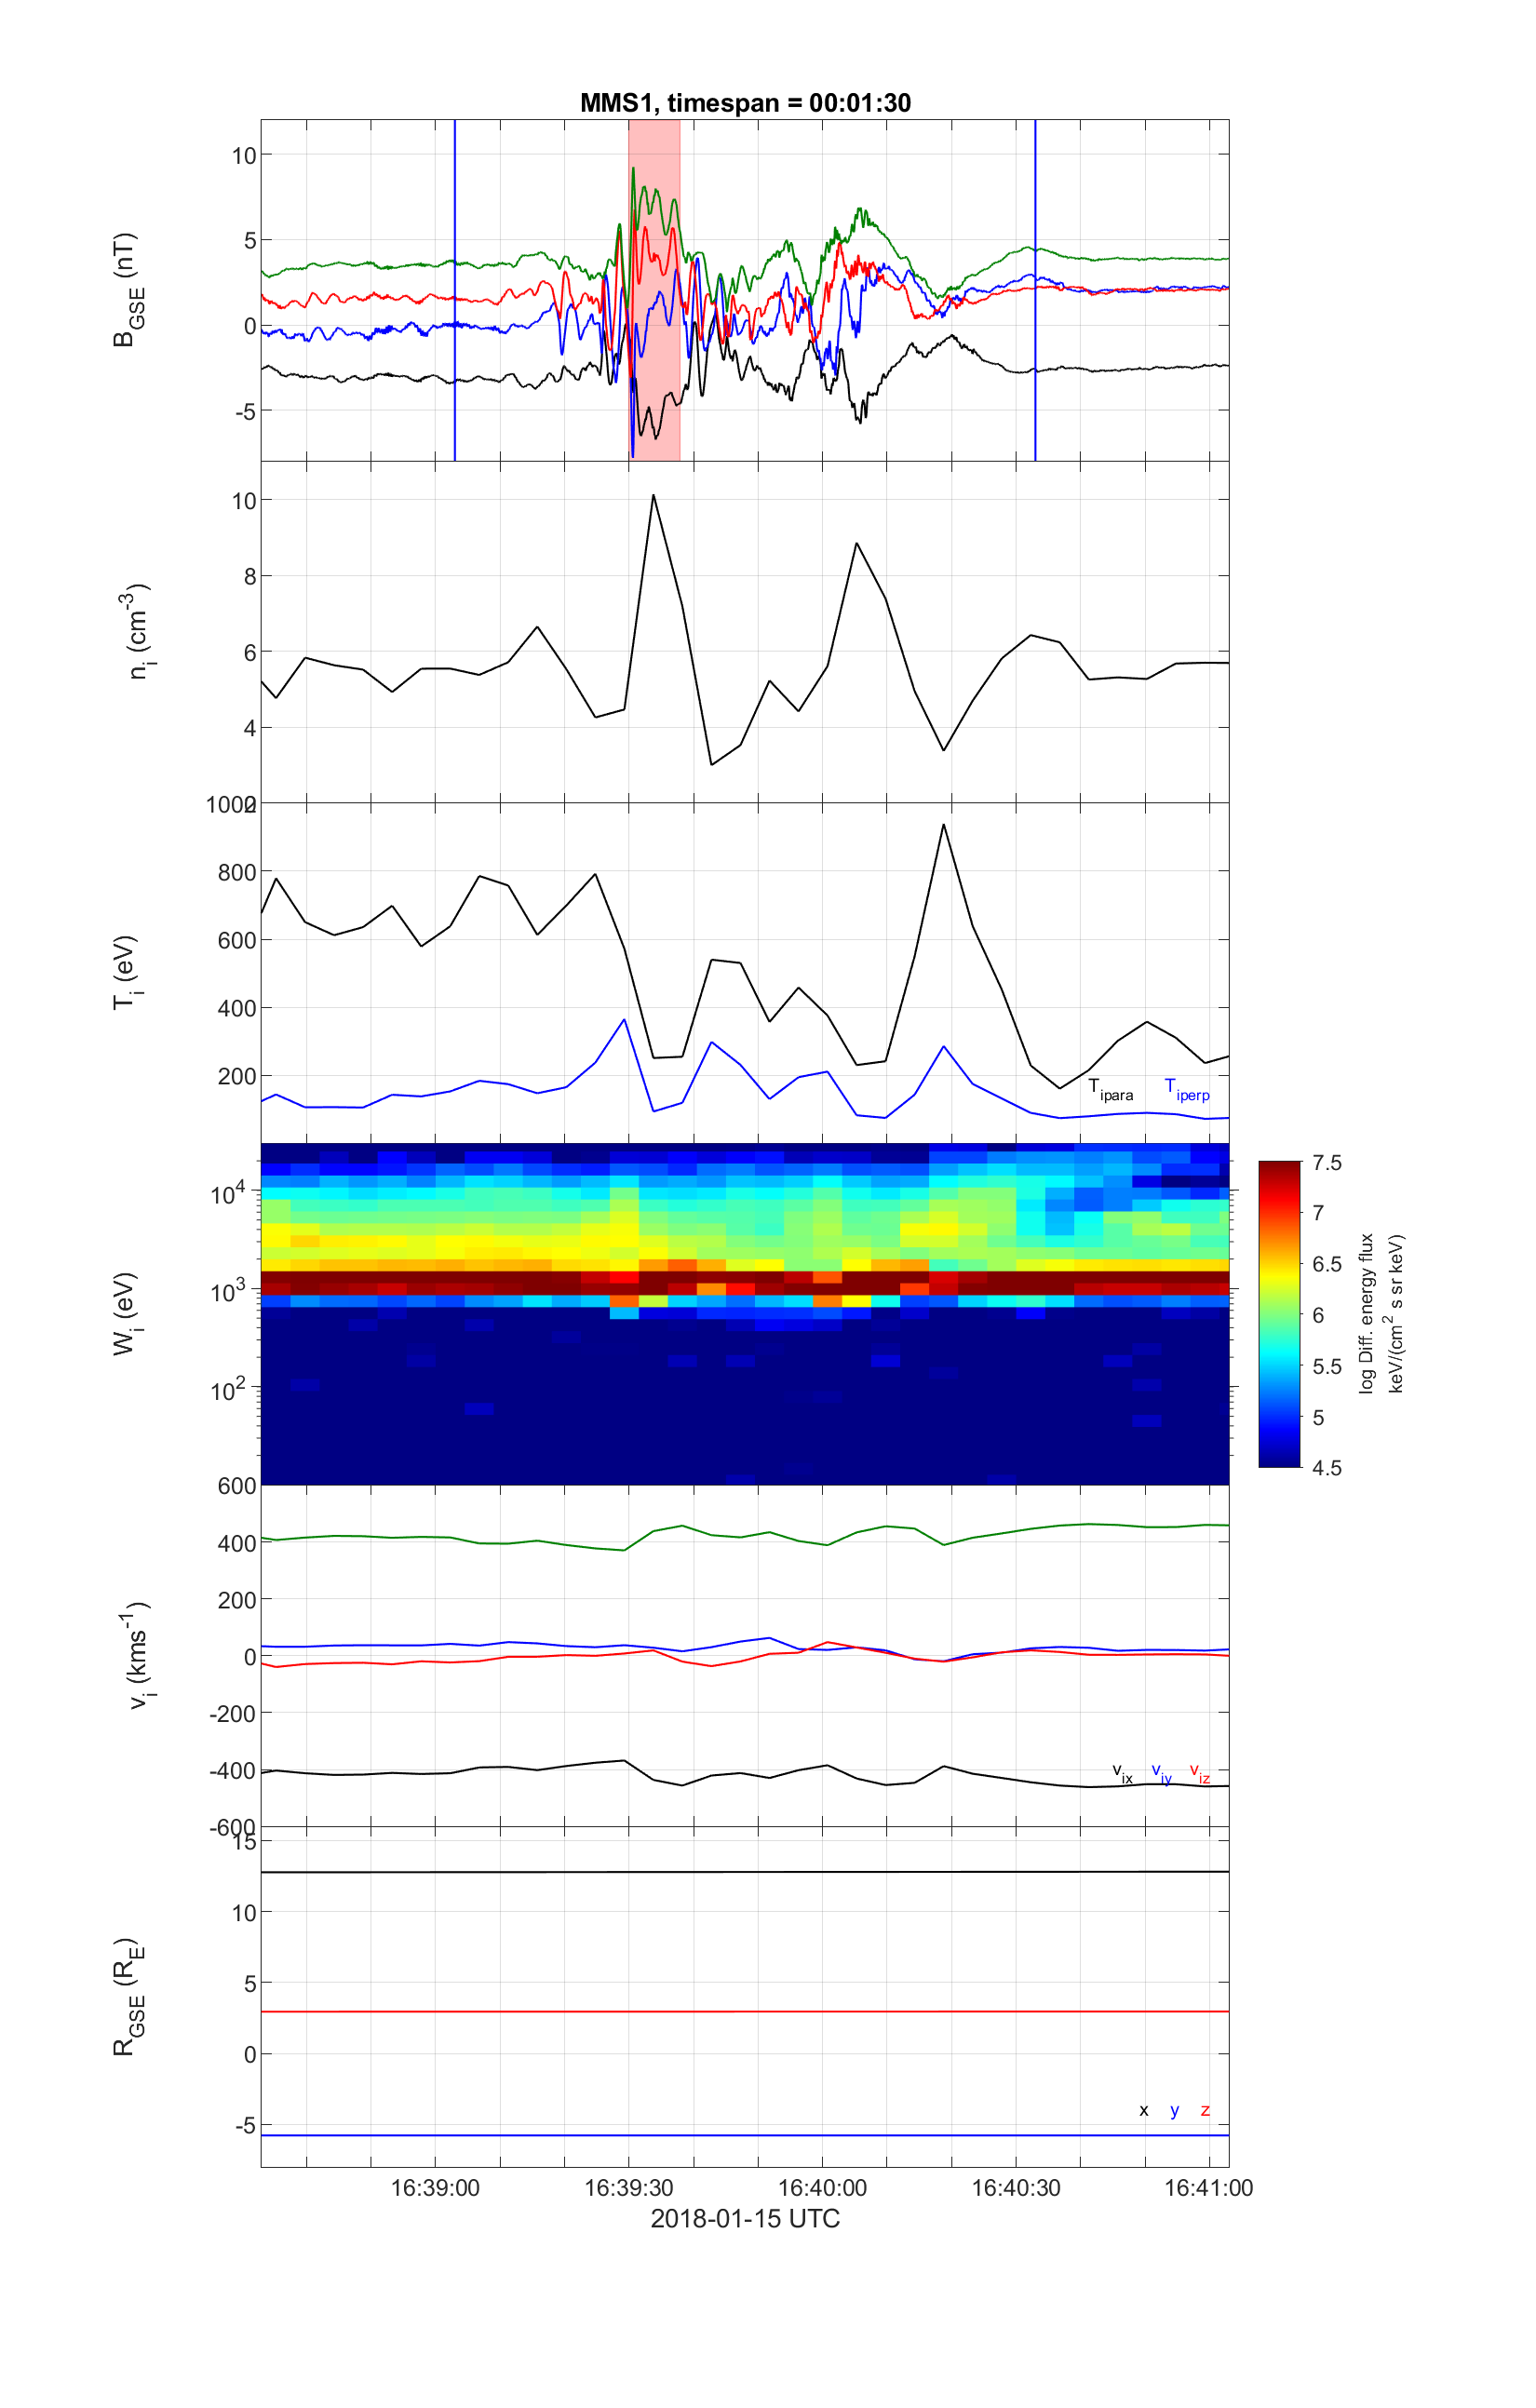 MMS1, timespan = 00:01:30
B_GSE (nT)
10
5
0
-5
n_i (cm^-3)
10
8
6
4
2
T_i (eV)
1000
800
600
400
200
T_ipara T_iperp
W_i (eV)
10^4
10^3
10^2
7.5
7
6.5
6
5.5
5
4.5
log Diff. energy flux
keV/(cm^2 s sr keV)
v_i (kms^-1)
600
400
200
0
-200
-400
-600
v_ix v_iy v_iz
R_GSE (R_E)
15
10
5
0
-5
x y z
16:39:00 16:39:30 16:40:00 16:40:30 16:41:00
2018-01-15 UTC